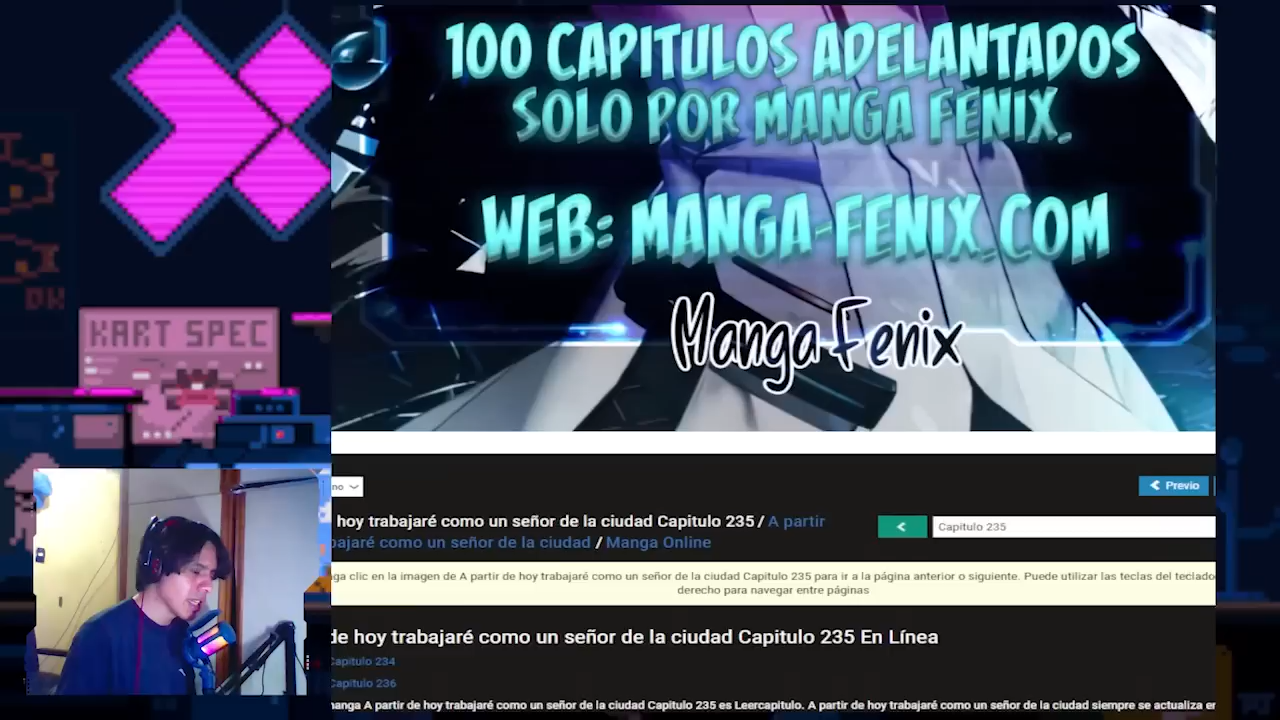 100 CAPITULOS ADELANTADOS
SOLO POR MANGA FENIX.
WEB: MANGA-FENIX.COM
Manga Fenix
KART SPEC
no
Previo
hoy trabajaré como un señor de la ciudad Capitulo 235 / A partir
bajaré como un señor de la ciudad / Manga Online
Capitulo 235
ga clic en la imagen de A partir de hoy trabajaré como un señor de la ciudad Capitulo 235 para ir a la página anterior o siguiente. Puede utilizar las teclas del teclado
derecho para navegar entre páginas
de hoy trabajaré como un señor de la ciudad Capitulo 235 En Línea
Capitulo 234
Capitulo 236
manga A partir de hoy trabajaré como un señor de la ciudad Capitulo 235 es Leercapitulo. A partir de hoy trabajaré como un señor de la ciudad siempre se actualiza en